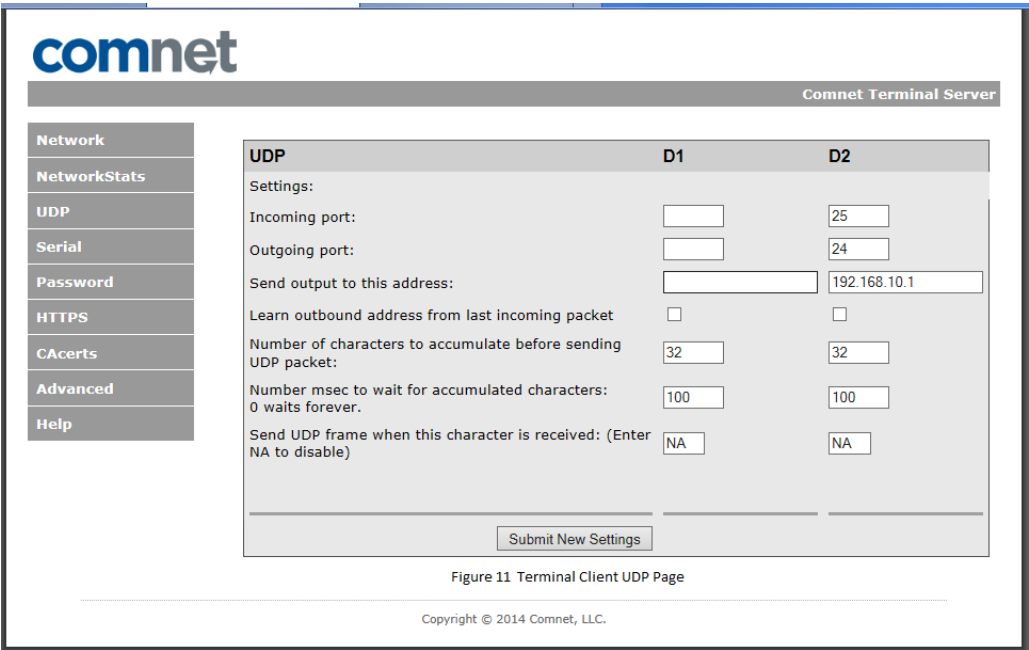 comnet
Comnet Terminal Server
Network
NetworkStats
UDP
Serial
Password
HTTPS
CAcerts
Advanced
Help
UDP D1 D2
Settings:
Incoming port: 25
Outgoing port: 24
Send output to this address: 192.168.10.1
Learn outbound address from last incoming packet
Number of characters to accumulate before sending
UDP packet: 32 32
Number msec to wait for accumulated characters:
0 waits forever. 100 100
Send UDP frame when this character is received: (Enter
NA to disable) NA NA
Submit New Settings
Figure 11 Terminal Client UDP Page
Copyright © 2014 Comnet, LLC.